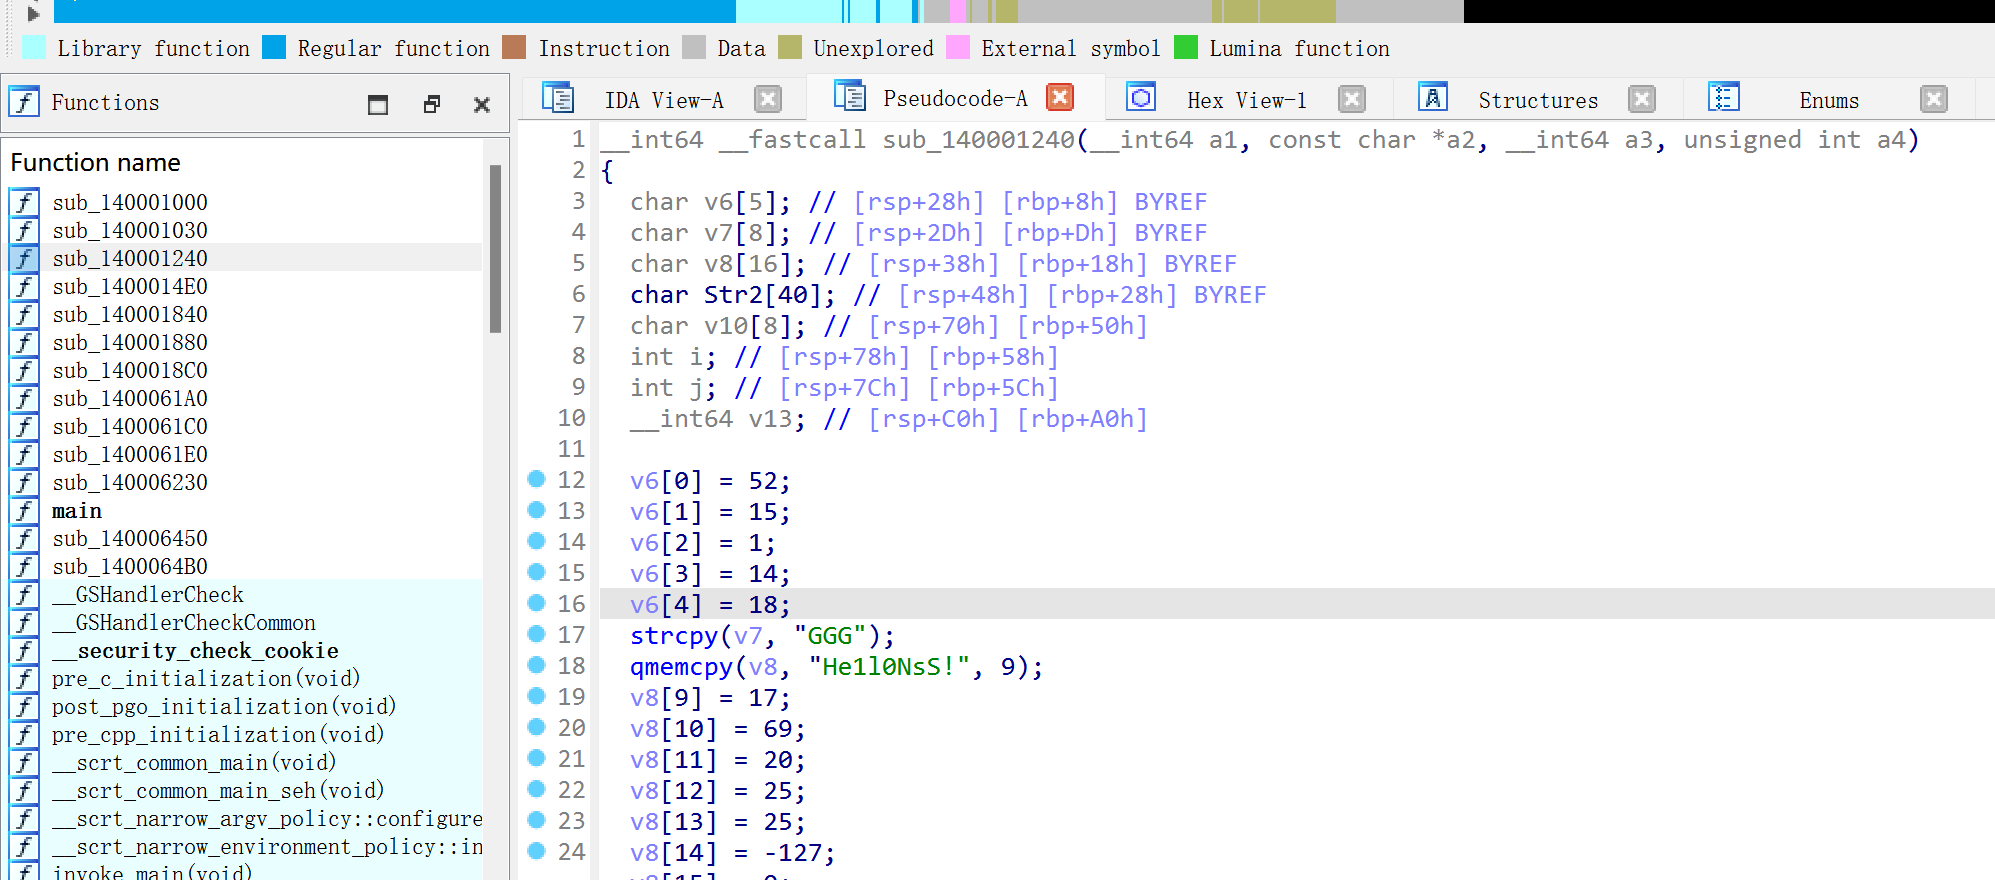 Library function Regular function Instruction Data Unexplored External symbol Lumina function
Functions
Function name
sub_140001000
sub_140001030
sub_140001240
sub_1400014E0
sub_140001840
sub_140001880
sub_1400018C0
sub_1400061A0
sub_1400061C0
sub_1400061E0
sub_140006230
main
sub_140006450
sub_1400064B0
__GSHandlerCheck
__GSHandlerCheckCommon
__security_check_cookie
pre_c_initialization(void)
post_pgo_initialization(void)
pre_cpp_initialization(void)
__scrt_common_main(void)
__scrt_common_main_seh(void)
__scrt_narrow_argv_policy::configure
__scrt_narrow_environment_policy::in
invoke_main(void)
IDA View-A Pseudocode-A Hex View-1 Structures Enums
1 __int64 __fastcall sub_140001240(__int64 a1, const char *a2, __int64 a3, unsigned int a4)
2 {
3 char v6[5]; // [rsp+28h] [rbp+8h] BYREF
4 char v7[8]; // [rsp+2Dh] [rbp+Dh] BYREF
5 char v8[16]; // [rsp+38h] [rbp+18h] BYREF
6 char Str2[40]; // [rsp+48h] [rbp+28h] BYREF
7 char v10[8]; // [rsp+70h] [rbp+50h]
8 int i; // [rsp+78h] [rbp+58h]
9 int j; // [rsp+7Ch] [rbp+5Ch]
10 __int64 v13; // [rsp+C0h] [rbp+A0h]
11
12 v6[0] = 52;
13 v6[1] = 15;
14 v6[2] = 1;
15 v6[3] = 14;
16 v6[4] = 18;
17 strcpy(v7, "GGG");
18 qmemcpy(v8, "He1l0NsS!", 9);
19 v8[9] = 17;
20 v8[10] = 69;
21 v8[11] = 20;
22 v8[12] = 25;
23 v8[13] = 25;
24 v8[14] = -127;